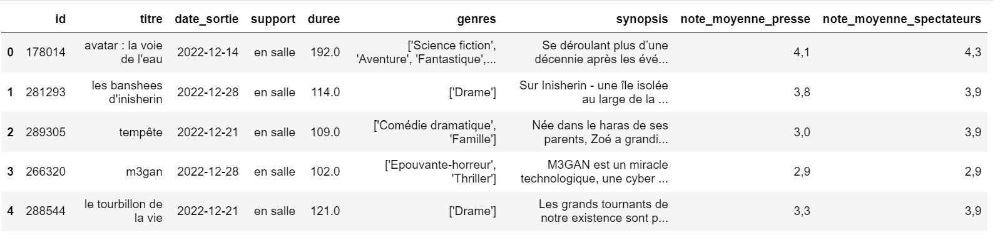 id titre date_sortie support duree genres synopsis note_moyenne_presse note_moyenne_spectateurs
0 178014 avatar : la voie de l'eau 2022-12-14 en salle 192.0 ['Science fiction', 'Aventure', 'Fantastique',... Se déroulant plus d’une décennie après les évé... 4,1 4,3
1 281293 les banshees d'inisherin 2022-12-28 en salle 114.0 ['Drame'] Sur Inisherin - une île isolée au large de la ... 3,8 3,9
2 289305 tempête 2022-12-21 en salle 109.0 ['Comédie dramatique', 'Famille'] Née dans le haras de ses parents, Zoé a grandi... 3,0 3,9
3 266320 m3gan 2022-12-28 en salle 102.0 ['Epouvante-horreur', 'Thriller'] M3GAN est un miracle technologique, une cyber ... 2,9 2,9
4 288544 le tourbillon de la vie 2022-12-21 en salle 121.0 ['Drame'] Les grands tournants de notre existence sont p... 3,3 3,9